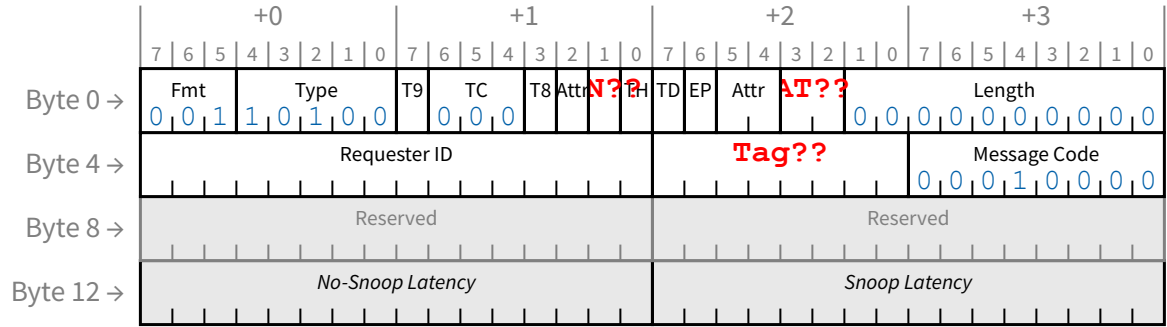 +0 +1 +2 +3
7 6 5 4 3 2 1 0 7 6 5 4 3 2 1 0 7 6 5 4 3 2 1 0 7 6 5 4 3 2 1 0
Byte 0 → Fmt Type T9 TC T8 Attr N?? TH TD EP Attr AT?? Length
0 0 1 1 0 1 0 0 0 0 0 0 0 0 0 0 0 0 0 0 0 0
Byte 4 → Requester ID Tag?? Message Code
0 0 0 1 0 0 0 0
Byte 8 → Reserved Reserved
Byte 12 → No-Snoop Latency Snoop Latency